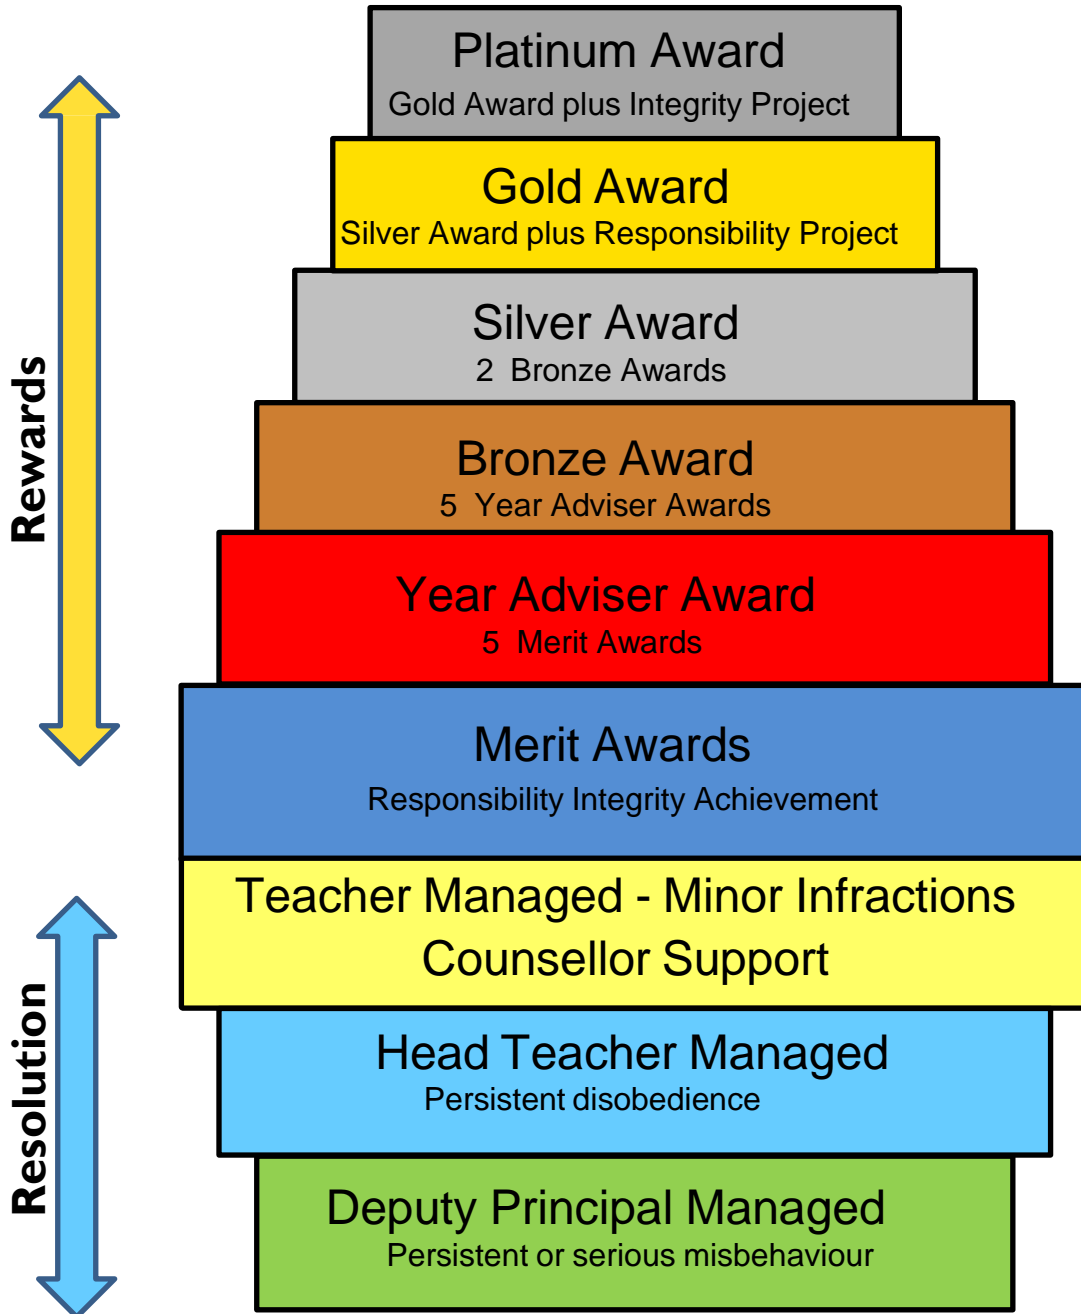 Rewards
Platinum Award
Gold Award plus Integrity Project
Gold Award
Silver Award plus Responsibility Project
Silver Award
2 Bronze Awards
Bronze Award
5 Year Adviser Awards
Year Adviser Award
5 Merit Awards
Merit Awards
Responsibility Integrity Achievement
Resolution
Teacher Managed - Minor Infractions
Counsellor Support
Head Teacher Managed
Persistent disobedience
Deputy Principal Managed
Persistent or serious misbehaviour